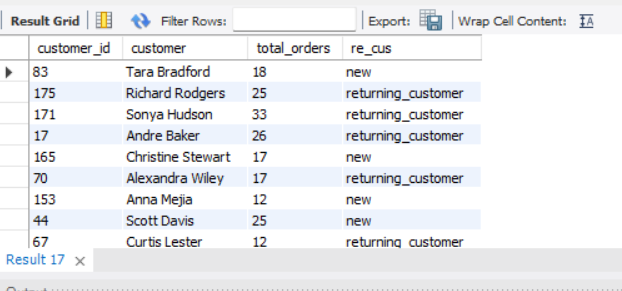 Result Grid Filter Rows: Export: Wrap Cell Content: IA
customer_id customer total_orders re_cus
83 Tara Bradford 18 new
175 Richard Rodgers 25 returning_customer
171 Sonya Hudson 33 returning_customer
17 Andre Baker 26 returning_customer
165 Christine Stewart 17 new
70 Alexandra Wiley 17 returning_customer
153 Anna Mejia 12 new
44 Scott Davis 25 new
67 Curtis Lester 12 returning_customer
Result 17